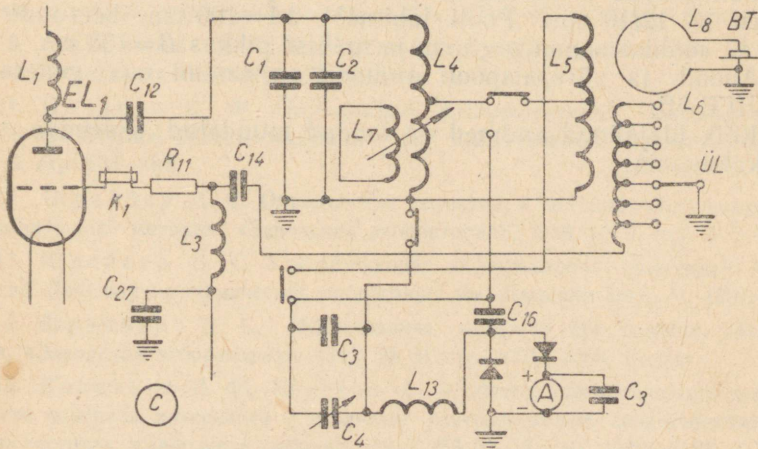 L₁
EL₁
C₁₂
C₁
C₂
L₄
L₅
L₈
BT
L₇
L₆
ÜL
K₁
R₁₁
C₁₄
L₃
C₂₇
C
C₃
C₁₆
L₁₃
C₄
+
A
-
C₃